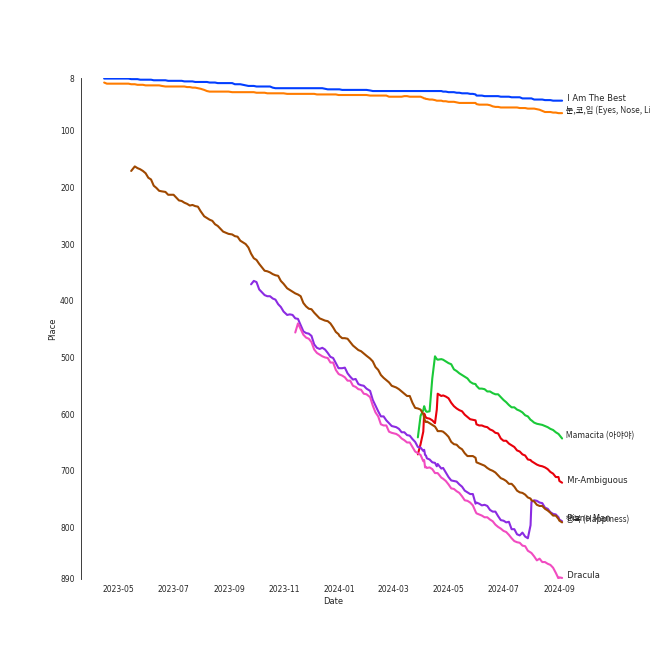 8
100
200
300
400
500
600
700
800
890
Place
2023-05
2023-07
2023-09
2023-11
2024-01
2024-03
2024-05
2024-07
2024-09
Date
I Am The Best
눈,코,입 (Eyes, Nose, Li
Mamacita (아야야)
Mr-Ambiguous
Man
(Happiness)
Dracula